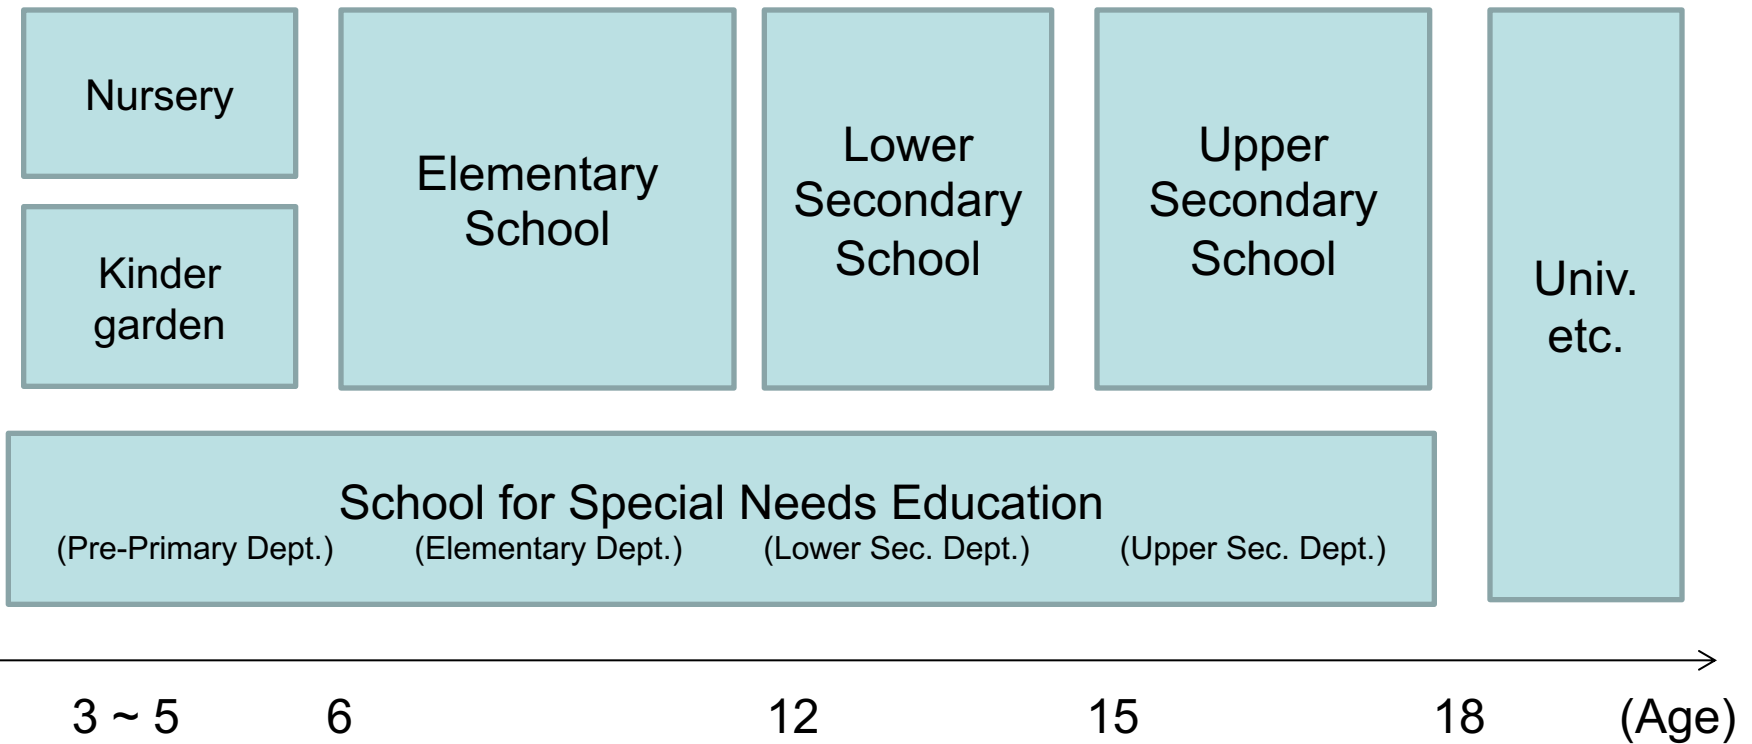 Nursery
Kinder
garden
Elementary
School
Lower
Secondary
School
Upper
Secondary
School
Univ.
etc.
School for Special Needs Education
(Pre-Primary Dept.) (Elementary Dept.) (Lower Sec. Dept.) (Upper Sec. Dept.)
3 ~ 5 6 12 15 18 (Age)